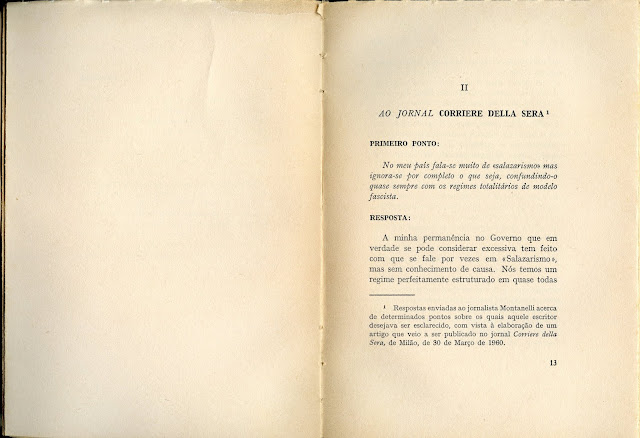 II
AO JORNAL CORRIERE DELLA SERA ¹
PRIMEIRO PONTO:
No meu país fala-se muito de «salazarismo» mas
ignora-se por completo o que seja, confundindo-o
quase sempre com os regimes totalitários de modelo
fascista.
RESPOSTA:
A minha permanência no Governo que em
verdade se pode considerar excessiva tem feito
com que se fale por vezes em «Salazarismo»,
mas sem conhecimento de causa. Nós temos um
regime perfeitamente estruturado em quase todas
¹ Respostas enviadas ao jornalista Montanelli acerca
de determinados pontos sobre os quais aquele escritor
desejava ser esclarecido, com vista à elaboração de um
artigo que veio a ser publicado no jornal Corriere della
Sera, de Milão, de 30 de Março de 1960.
13